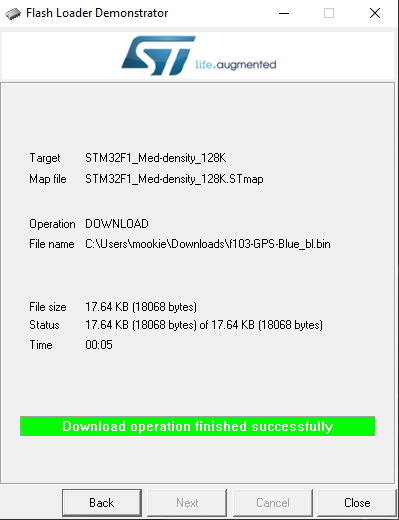 Flash Loader Demonstrator
ST
life.augmented
Target STM32F1_Med-density_128K
Map file STM32F1_Med-density_128K.STmap
Operation DOWNLOAD
File name C:\Users\mookie\Downloads\f103-GPS-Blue_bl.bin
File size 17.64 KB (18068 bytes)
Status 17.64 KB (18068 bytes) of 17.64 KB (18068 bytes)
Time 00:05
Download operation finished successfully
Back Next Cancel Close